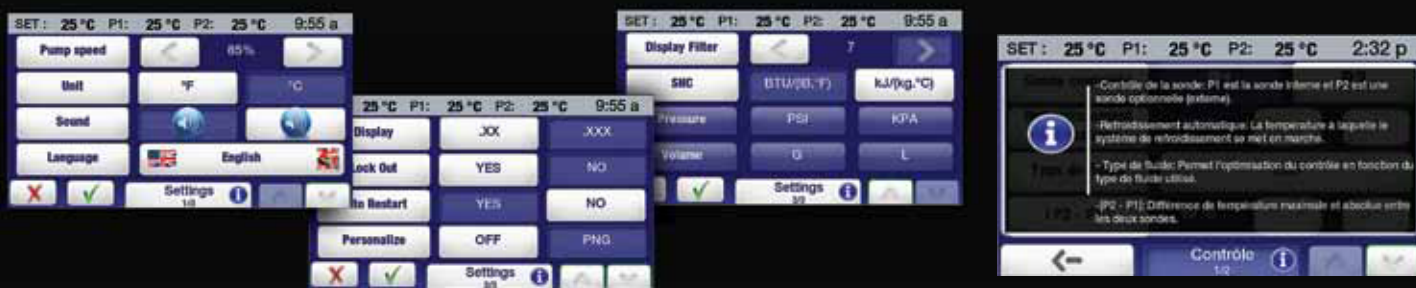 SET: 25 °C P1: 25 °C P2: 25 °C 9:55 a
Pump speed < 85% >
Unit °F °C
Sound
Language English
X ✓ Settings i
25 °C P1: 25 °C P2: 25 °C 9:55 a
Display .XX .XXX
Lock Out YES NO
to Restart YES NO
Personalize OFF PNG
X ✓ Settings i
SET: 25 °C P1: 25 °C P2: 25 °C 9:55 a
Display Filter < 7 >
SHC BTU/(lb.°F) kJ/(kg.°C)
Pressure PSI KPA
Volume G L
✓ Settings i
SET: 25 °C P1: 25 °C P2: 25 °C 2:32 p
-Contrôle de la sonde: P1 est la sonde interne et P2 est une
sonde optionnelle (externe).
-Refroidissement automatique: La température à laquelle le
système de refroidissement se met en marche.
- Type de fluide: Permet l'optimisation du contrôle en fonction du
type de fluide utilisé.
-|P2 - P1|: Différence de température maximale et absolue entre
les deux sondes.
Contrôle i
1/2